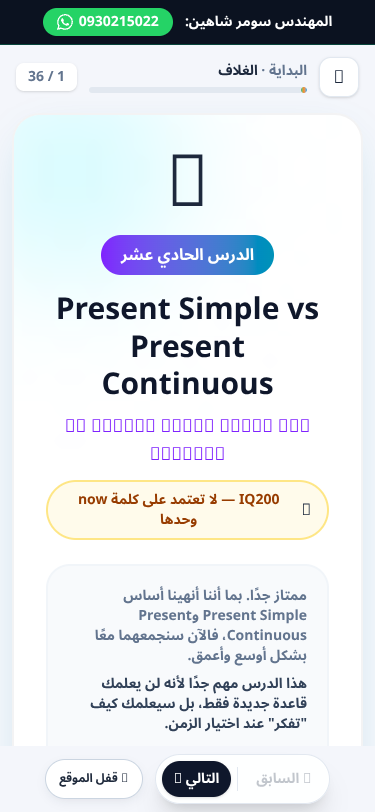 المهندس سومر شاهين: 0930215022
البداية · الغلاف
1 / 36
الدرس الحادي عشر
Present Simple vs
Present
Continuous
IQ200 — لا تعتمد على كلمة now
وحدها
ممتاز جدًا. بما أننا أنهينا أساس
Present Simple وPresent
Continuous، فالآن سنجمعهما معًا
بشكل أوسع وأعمق.
هذا الدرس مهم جدًا لأنه لن يعلمك
قاعدة جديدة فقط، بل سيعلمك كيف
"تفكر" عند اختيار الزمن.
السابق
التالي
قفل الموقع